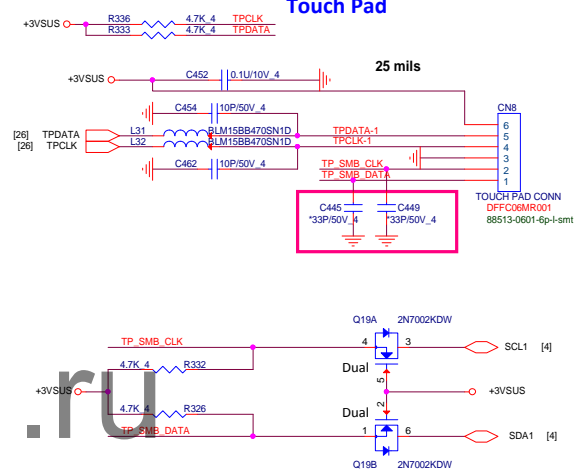 Touch Pad
+3VSUS
R336 4.7K_4 TPCLK
R333 4.7K_4 TPDATA
25 mils
+3VSUS
C452 0.1U/10V_4
CN8
C454 10P/50V_4
[26] TPDATA L31 BLM15BB470SN1D TPDATA-1
[26] TPCLK L32 BLM15BB470SN1D TPCLK-1
6
5
4
3
2
1
C462 10P/50V_4
TP_SMB_CLK
TP_SMB_DATA
TOUCH PAD CONN
DFFC06MR001
88513-0601-6p-l-smt
C445 C449
*33P/50V_4 *33P/50V_4
Q19A 2N7002KDW
TP_SMB_CLK 4 3 SCL1 [4]
4.7K_4 R332
Dual
5
+3VSUS +3VSUS
4.7K_4 R326
2
Dual
TP_SMB_DATA 1 6 SDA1 [4]
Q19B 2N7002KDW
.ru